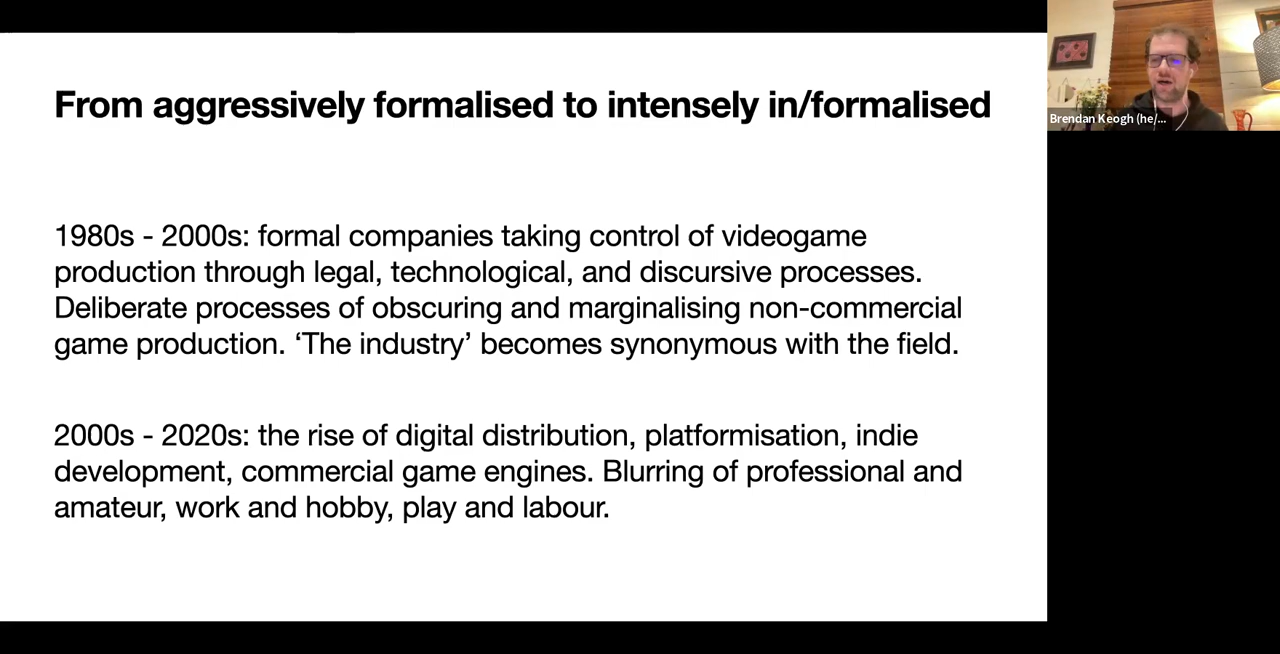 From aggressively formalised to intensely in/formalised
Brendan Keogh (he/...
1980s - 2000s: formal companies taking control of videogame
production through legal, technological, and discursive processes.
Deliberate processes of obscuring and marginalising non-commercial
game production. ‘The industry’ becomes synonymous with the field.
2000s - 2020s: the rise of digital distribution, platformisation, indie
development, commercial game engines. Blurring of professional and
amateur, work and hobby, play and labour.